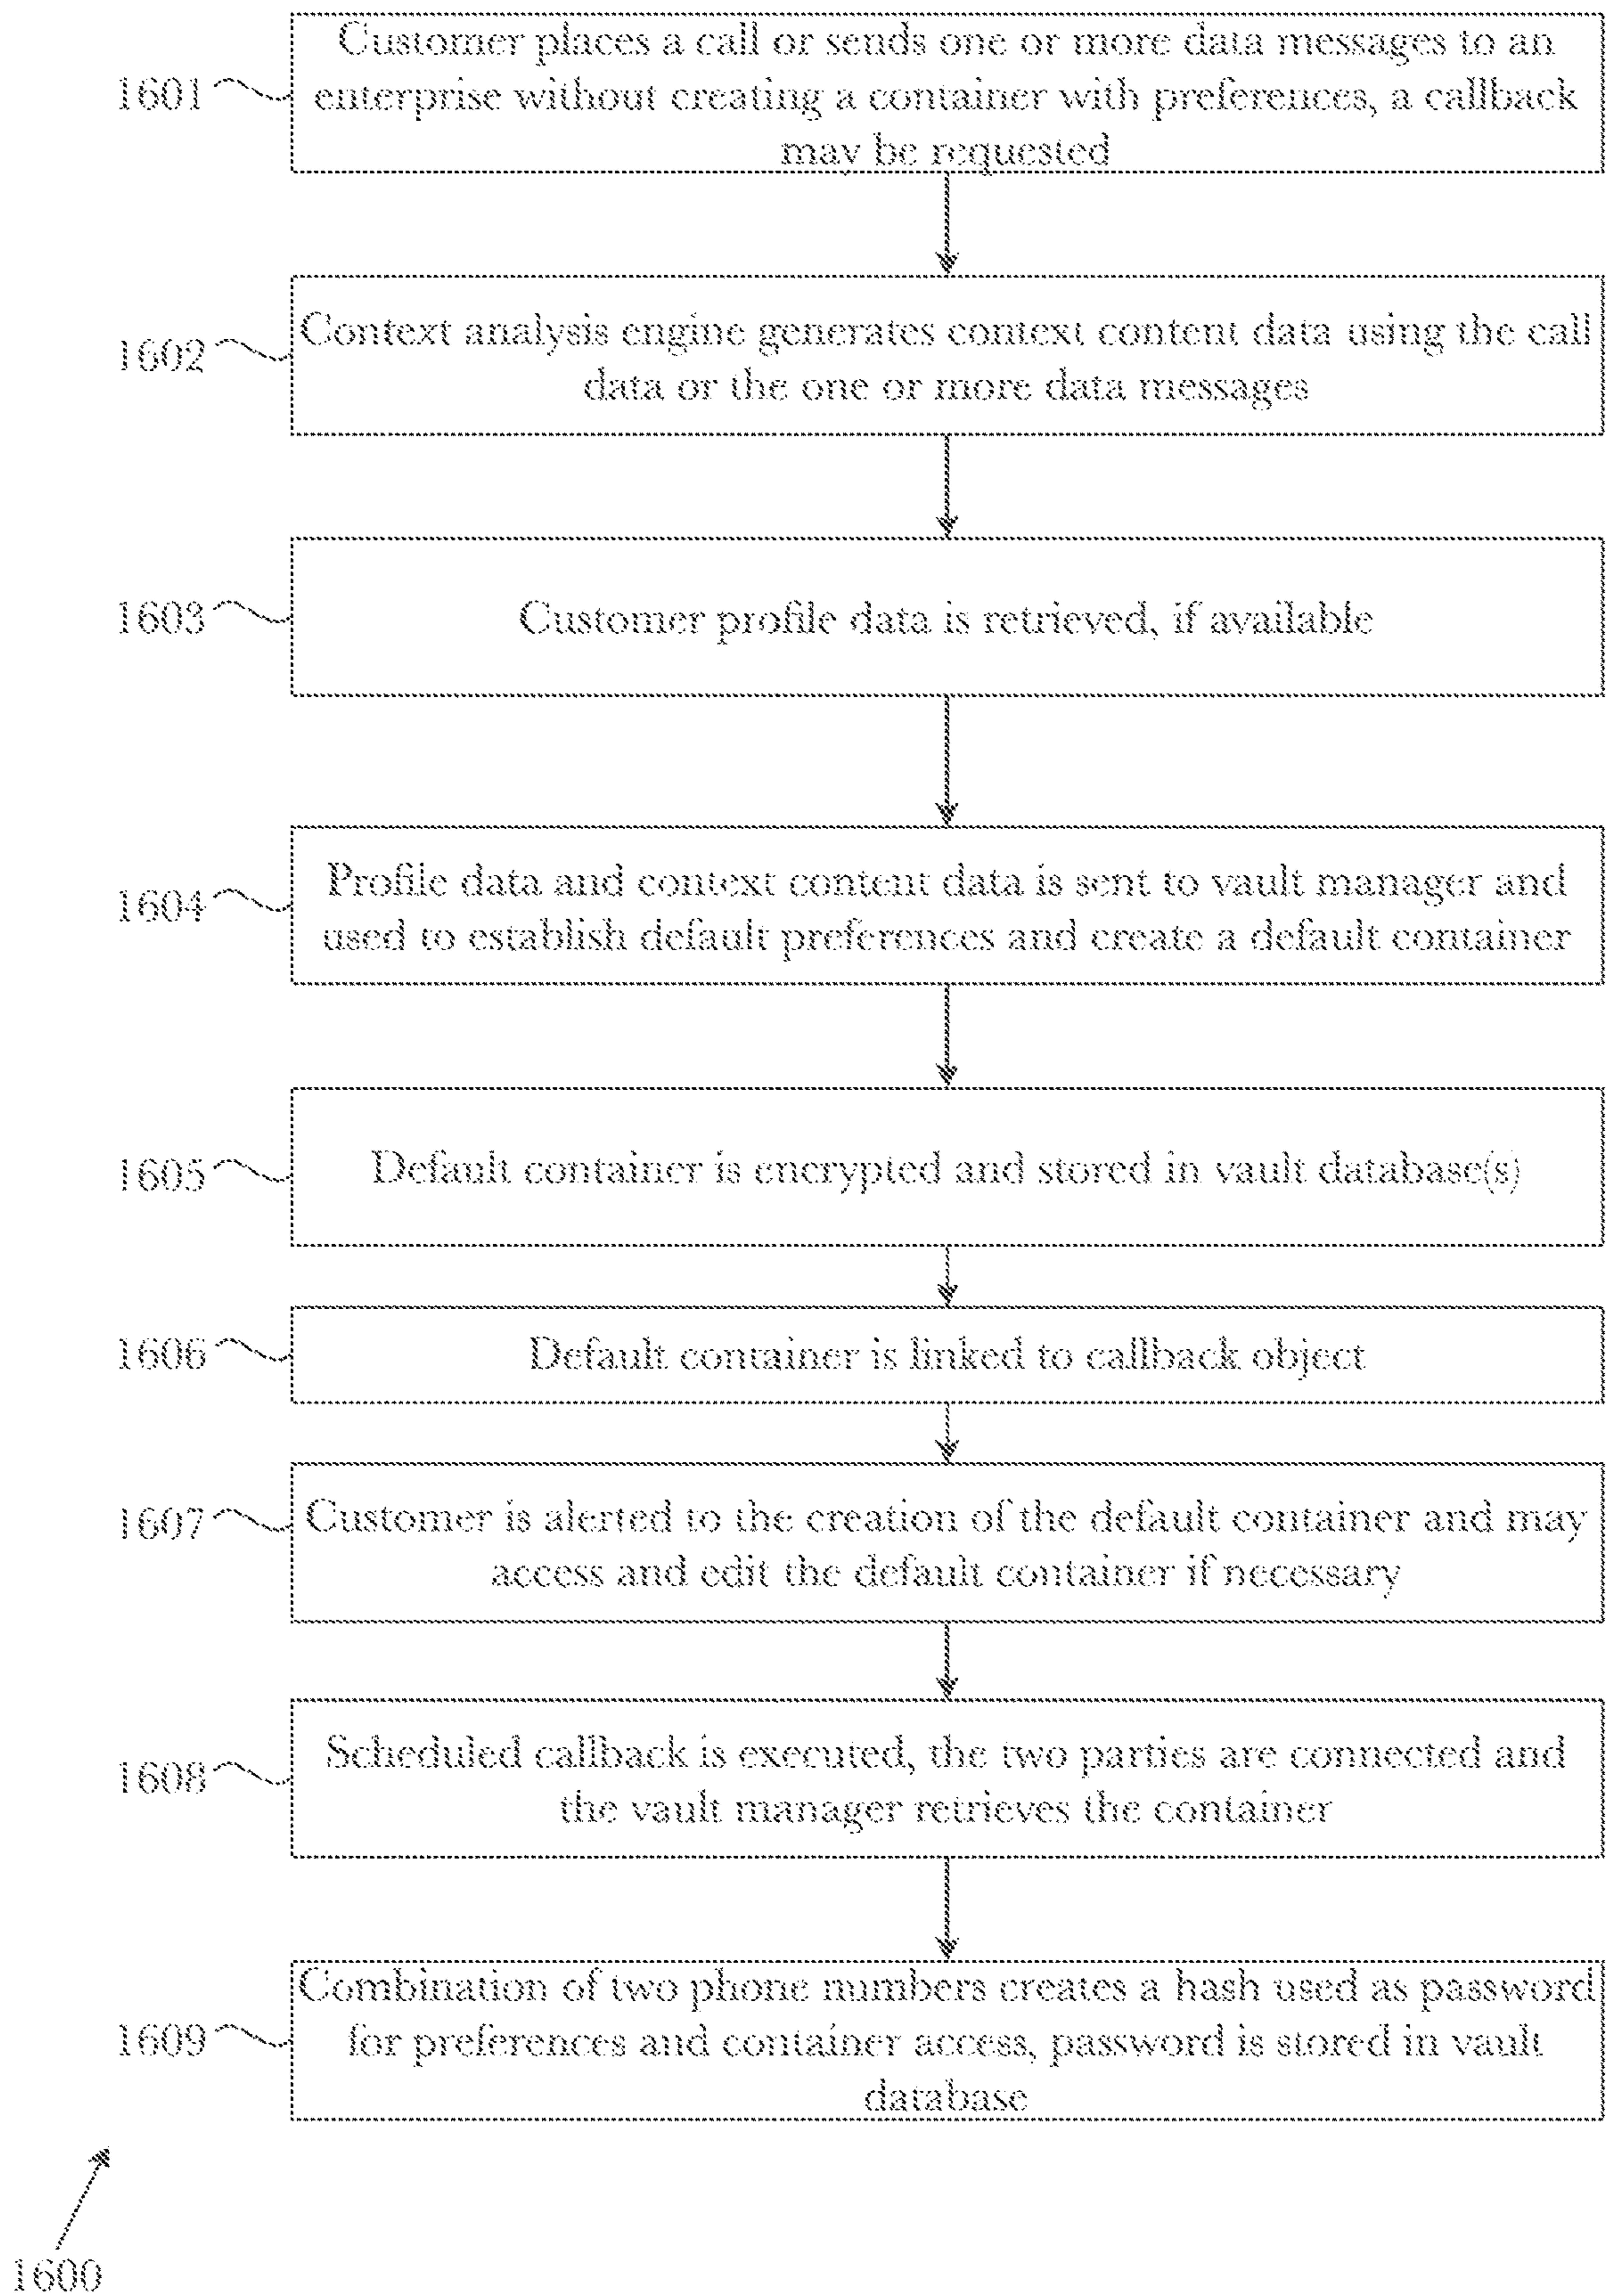 Customer places a call or sends one or more data messages to an
1601
enterprise without creating a container with preferences, a callback
may be requested
Context analysis engine generates context content data using the call
1602
data or the one or more data messages
1603
Customer profile data is retrieved, if available
Profile data and context content data is sent to vault manager and
1604
used to establish default preferences and create a default container
1605
Default container is encrypted and stored in vault database(s)
1606
Default container is linked to callback object
Customer is alerted to the creation of the default container and may
1607
access and edit the default container if necessary
Scheduled callback is executed, the two parties are connected and
1608
the vault manager retrieves the container
Combination of two phone numbers creates a hash used as password
1609
for preferences and container access, password is stored in vault
database
1600